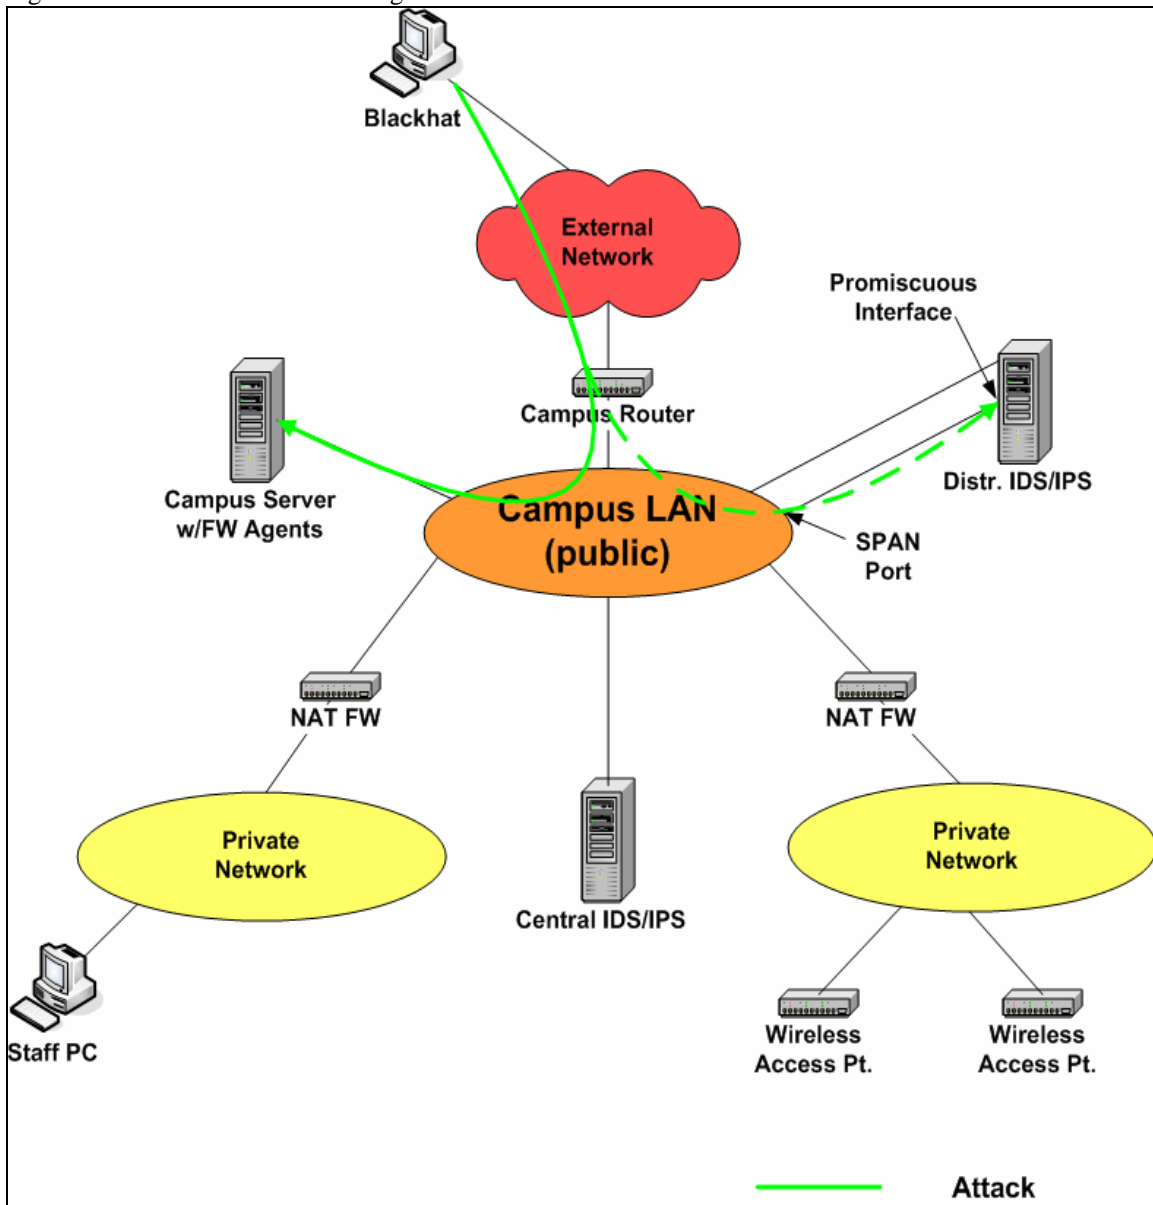 Blackhat
External
Network
Promiscuous
Interface
Campus Router
Campus Server
w/FW Agents
Distr. IDS/IPS
Campus LAN
(public)
SPAN
Port
NAT FW
NAT FW
Private
Network
Private
Network
Central IDS/IPS
Staff PC
Wireless
Access Pt.
Wireless
Access Pt.
Attack